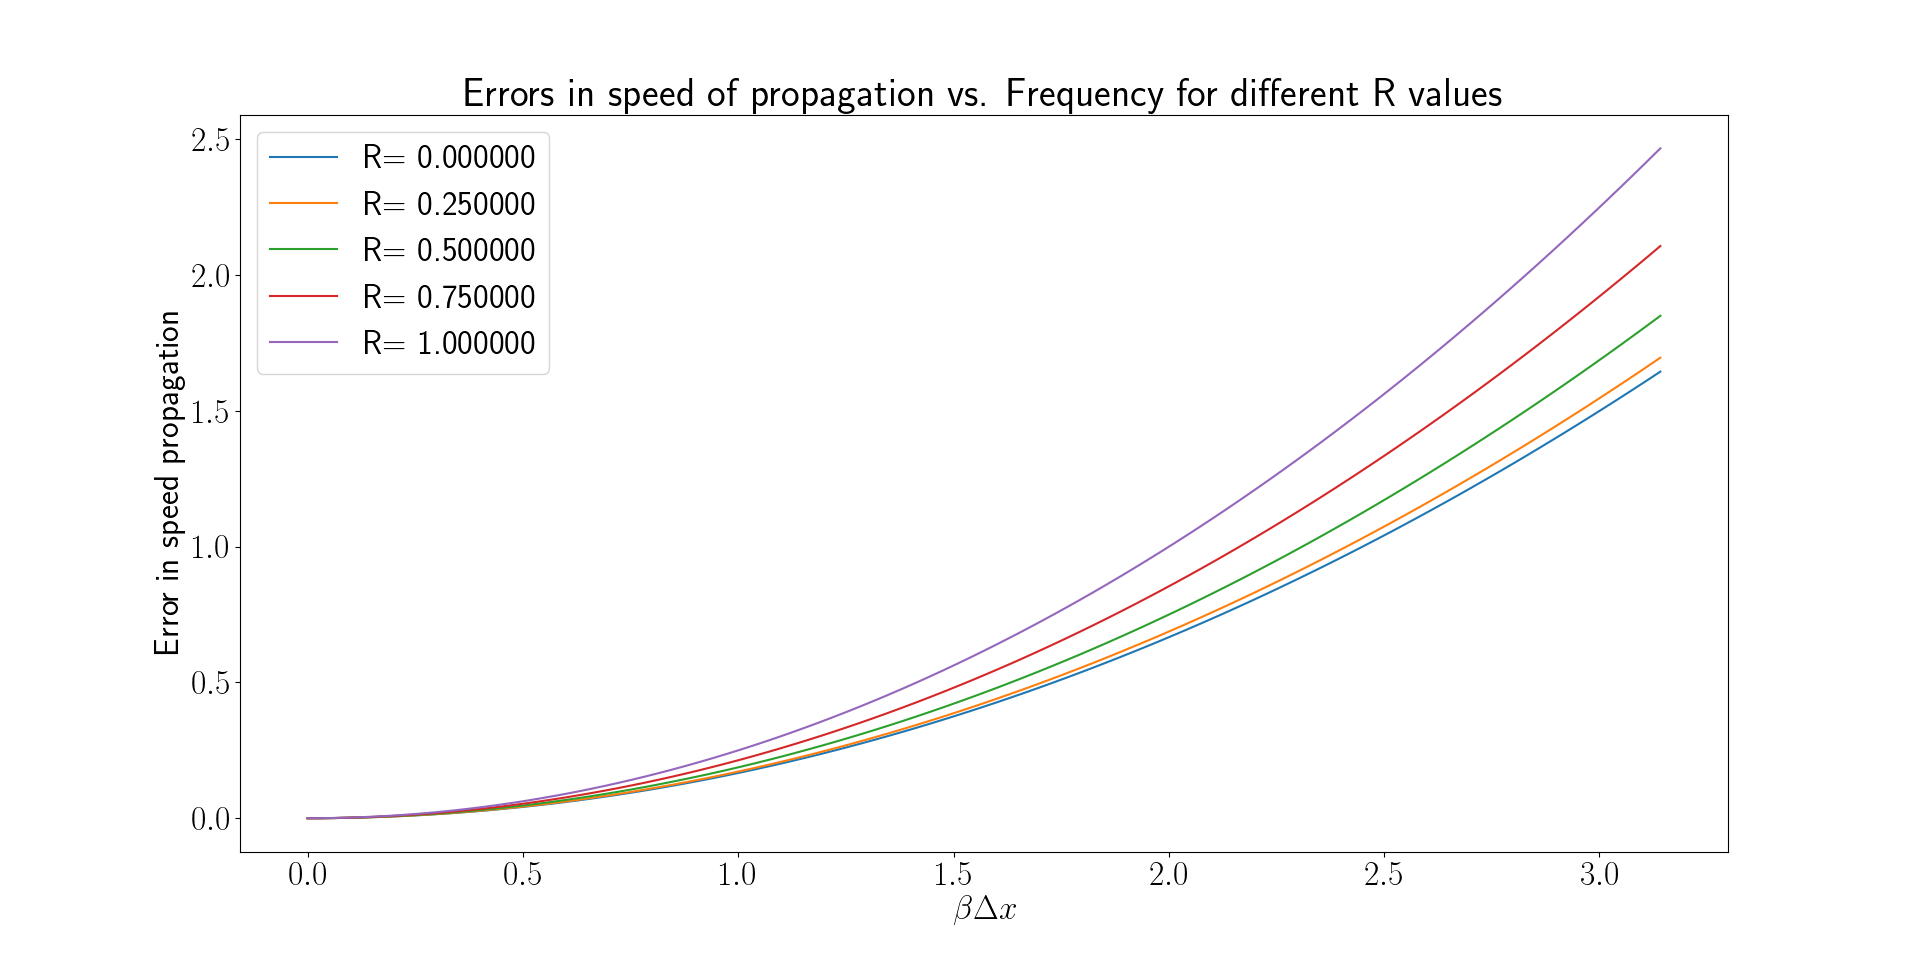 Errors in speed of propagation vs. Frequency for different R values
R= 0.000000
R= 0.250000
R= 0.500000
R= 0.750000
R= 1.000000
Error in speed propagation
2.5
2.0
1.5
1.0
0.5
0.0
0.0 0.5 1.0 1.5 2.0 2.5 3.0
βΔx